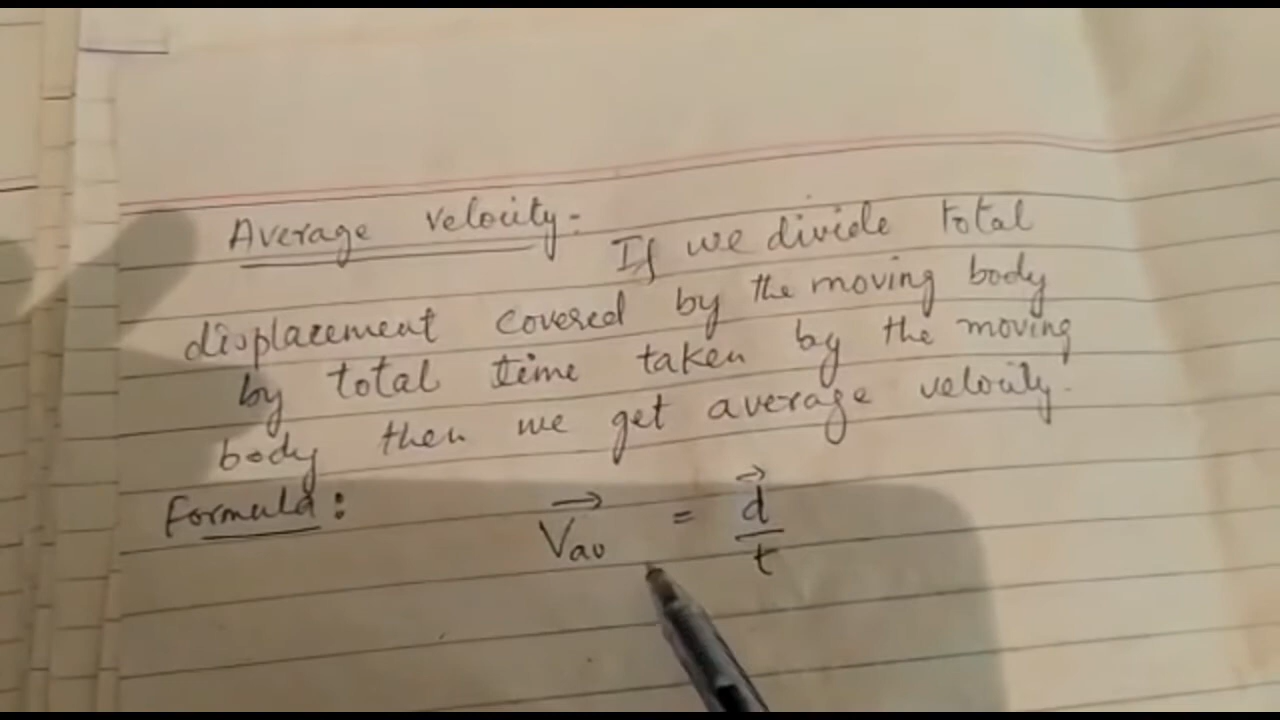 Average velocity:-
If we divide total
displacement covered by the moving body
by total time taken by the moving
body then we get average velocity.
Formula: V⃗av = d⃗/t